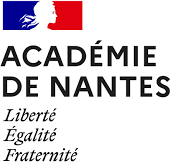 ACADÉMIE
DE NANTES
Liberté
Égalité
Fraternité